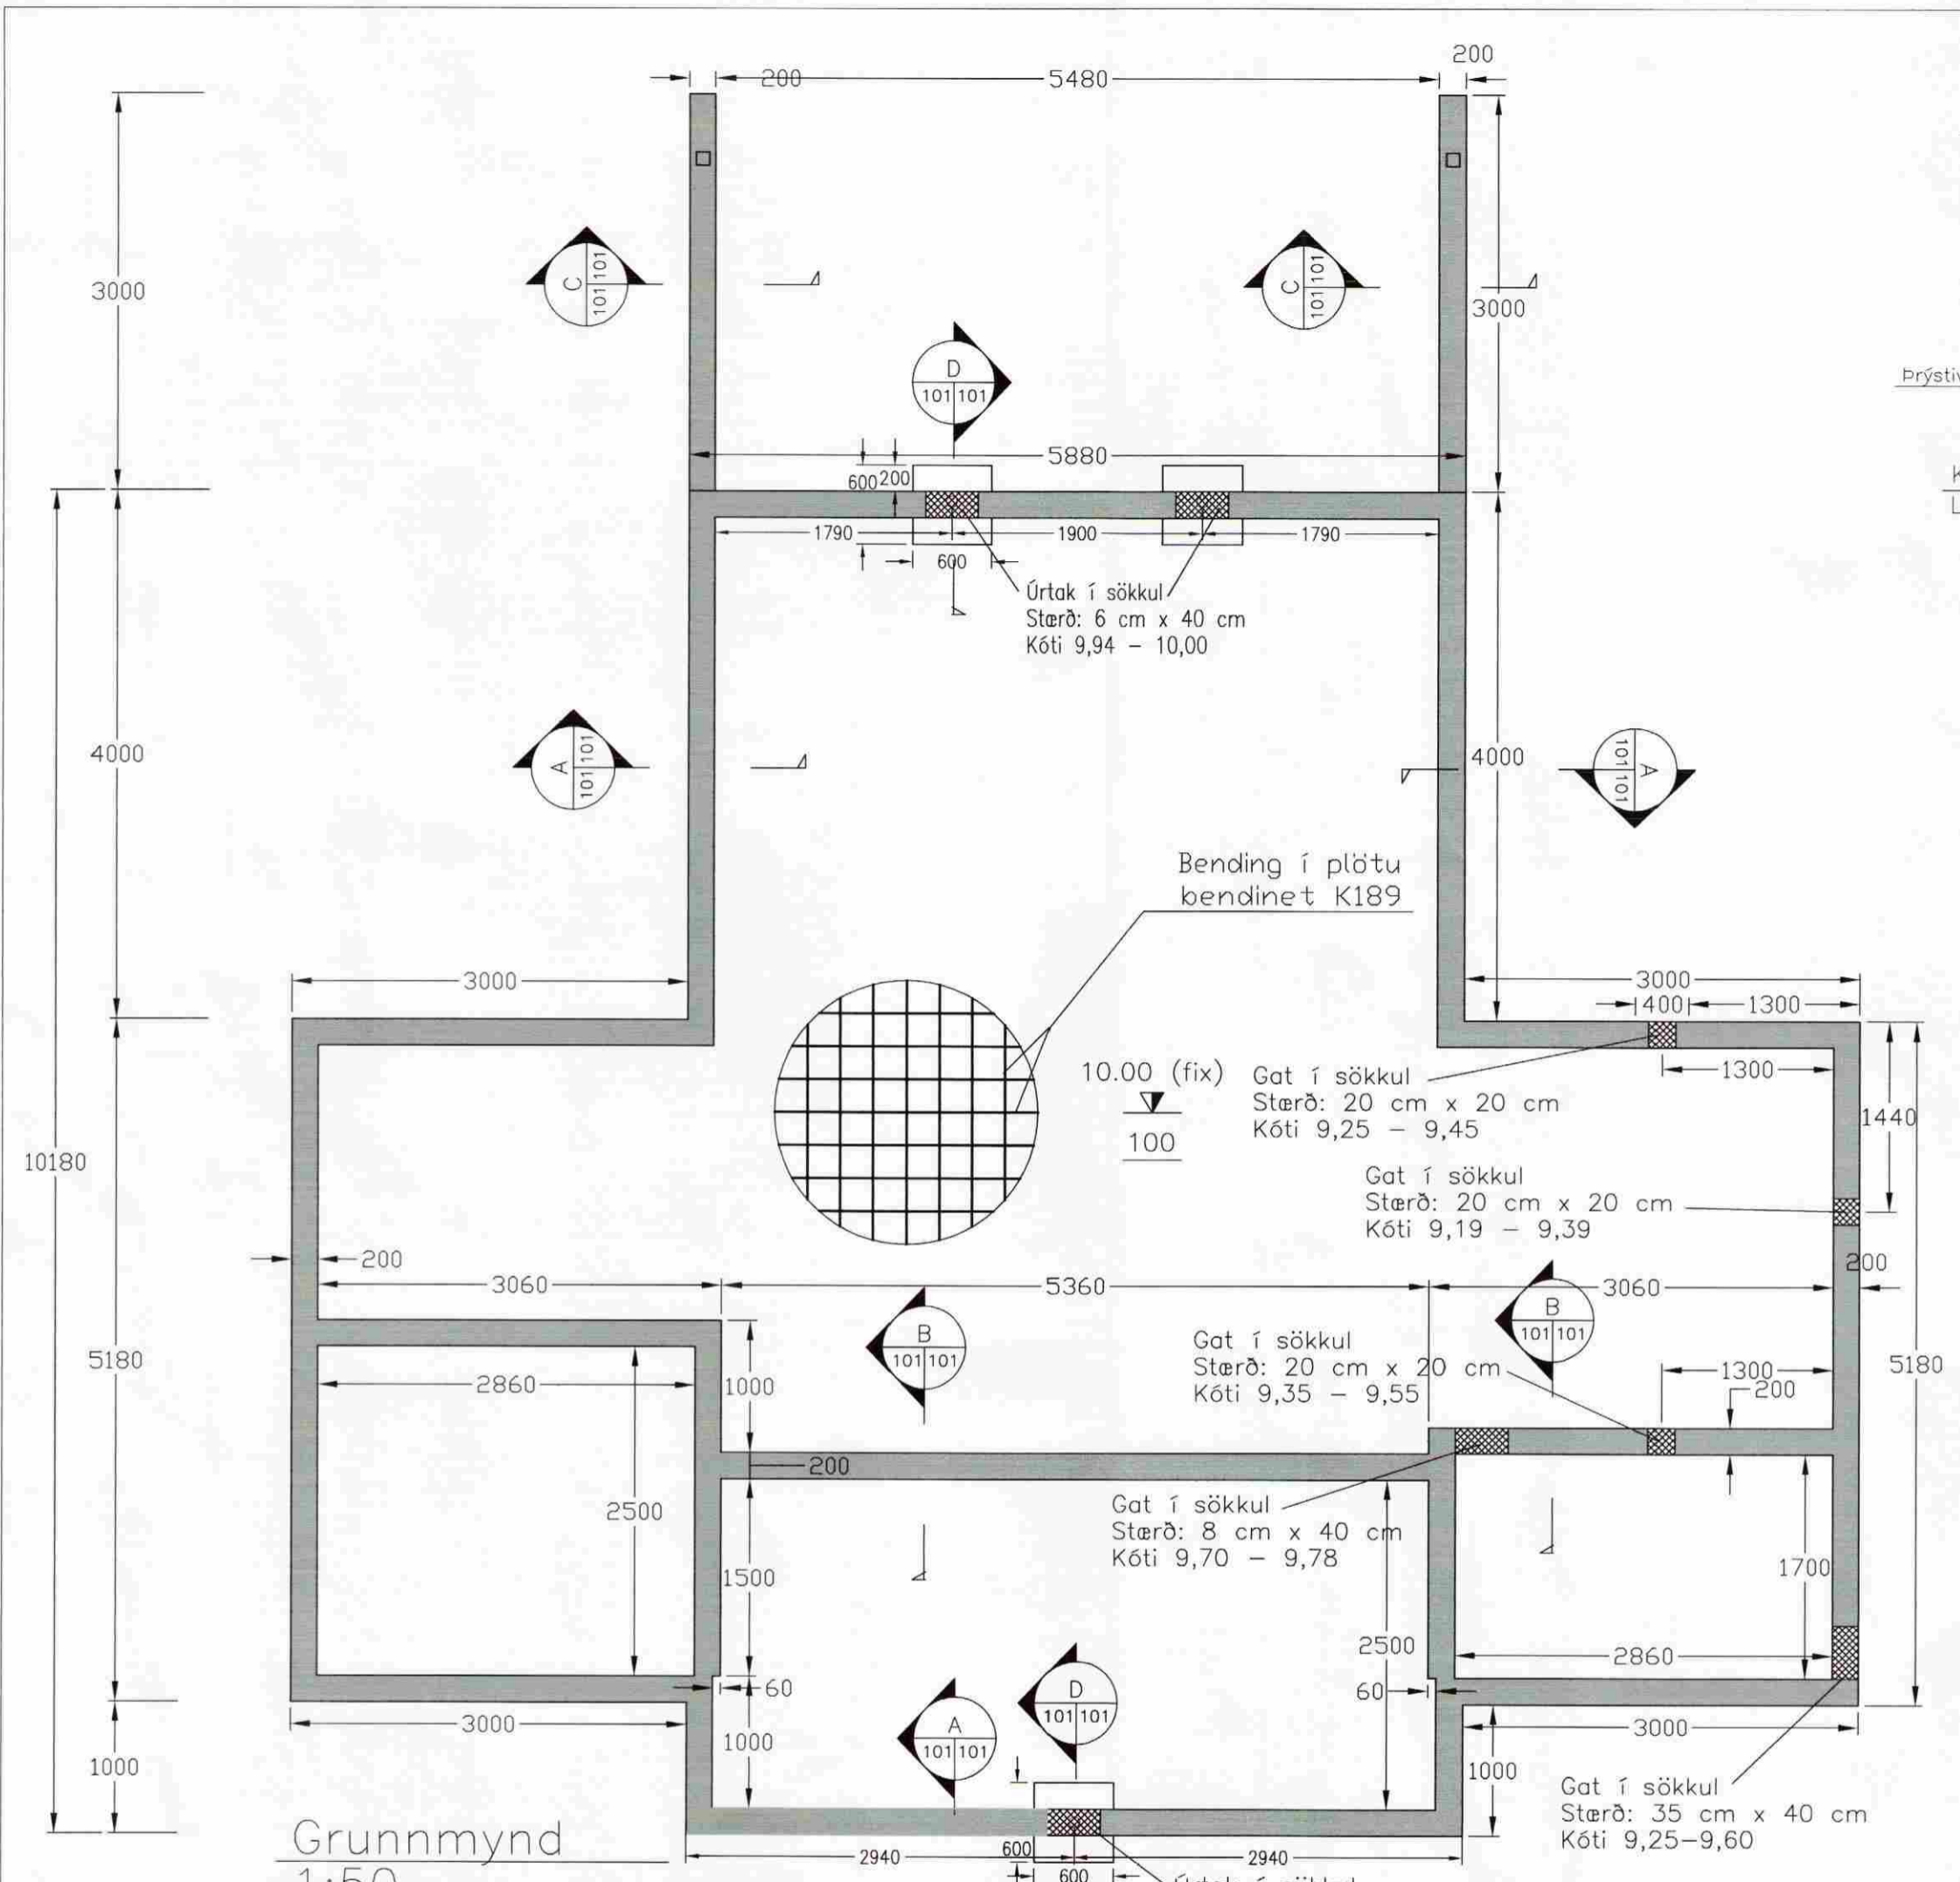 200
5480
200
3000
C
101 101
C
101 101
3000
D
101 101
5880
600 200
1790
1900
1790
600
Úrtak í sökkul
Stærð: 6 cm x 40 cm
Kóti 9,94 – 10,00
4000
A
101 101
4000
A
101 101
Bending í plötu
bendinet K189
3000
3000
400
1300
10.00 (fix)
100
Gat í sökkul
Stærð: 20 cm x 20 cm
Kóti 9,25 – 9,45
1300
1440
10180
Gat í sökkul
Stærð: 20 cm x 20 cm
Kóti 9,19 – 9,39
200
3060
5360
3060
200
B
101 101
B
101 101
5180
2860
1000
Gat í sökkul
Stærð: 20 cm x 20 cm
Kóti 9,35 – 9,55
1300
200
5180
200
2500
1500
Gat í sökkul
Stærð: 8 cm x 40 cm
Kóti 9,70 – 9,78
2500
1700
2860
60
60
3000
1000
D
101 101
A
101 101
3000
1000
1000
Gat í sökkul
Stærð: 35 cm x 40 cm
Kóti 9,25–9,60
Grunnmynd
1:50
2940
600
2940
600
Úrtak í sökkul